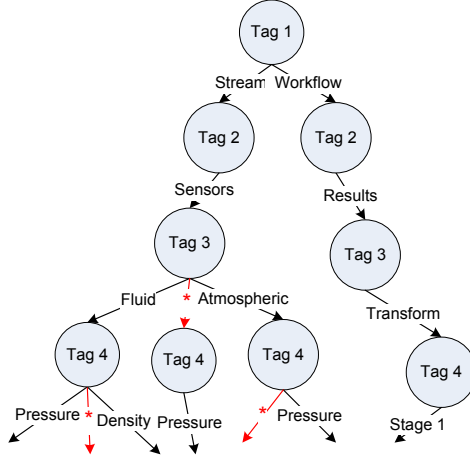 Tag 1
Stream Workflow
Tag 2 Tag 2
Sensors
Results
Tag 3
Tag 3
Fluid * Atmospheric
Transform
Tag 4 Tag 4 Tag 4
Tag 4
Pressure * Density Pressure * Pressure
Stage 1